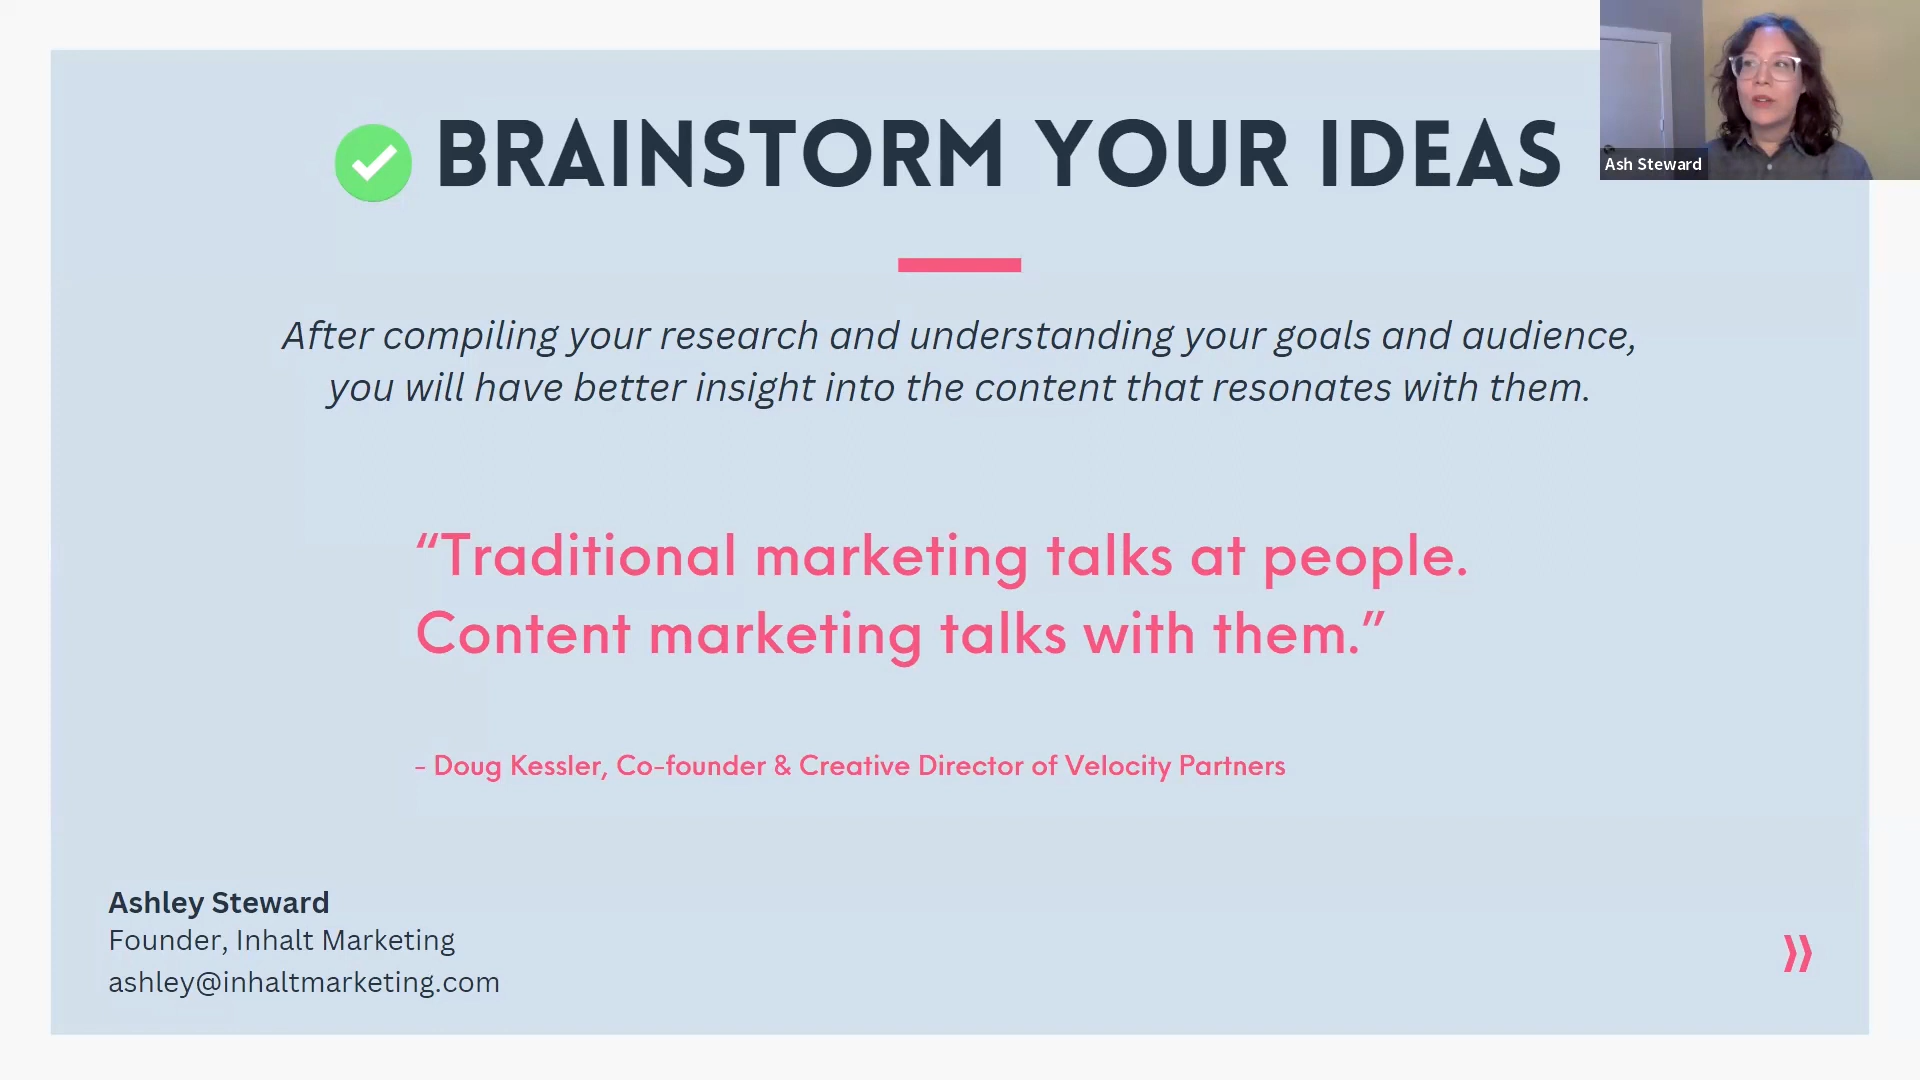 BRAINSTORM YOUR IDEAS
Ash Steward
After compiling your research and understanding your goals and audience,
you will have better insight into the content that resonates with them.
“Traditional marketing talks at people.
Content marketing talks with them.”
- Doug Kessler, Co-founder & Creative Director of Velocity Partners
Ashley Steward
Founder, Inhalt Marketing
ashley@inhaltmarketing.com